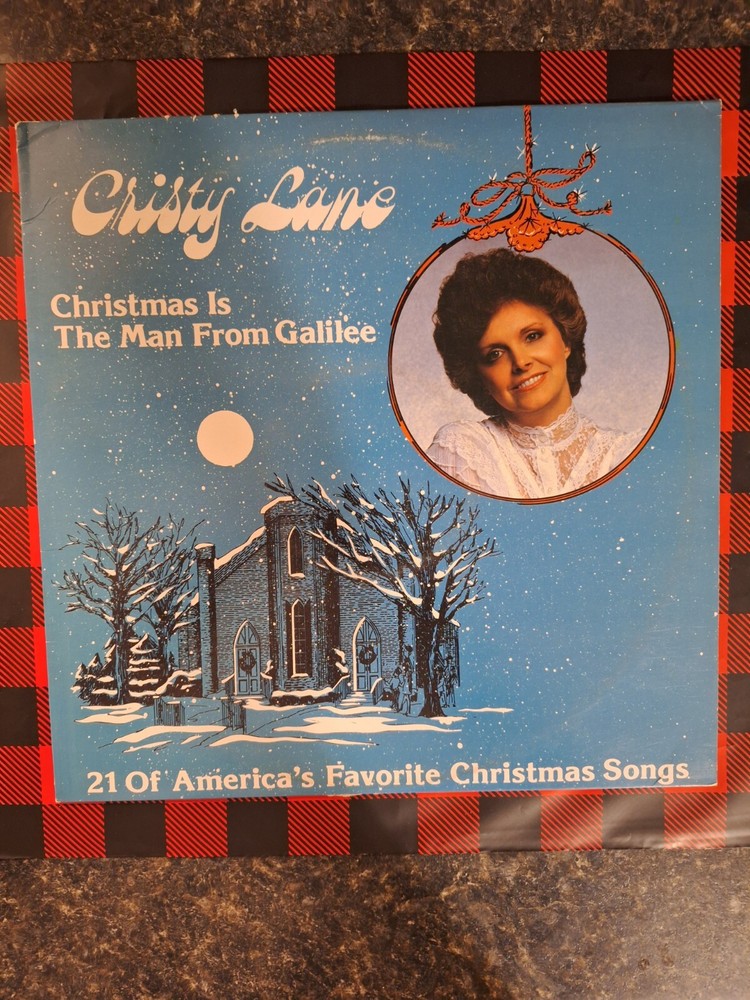 Cristy Lane
Christmas Is
The Man From Galilee
21 Of America's Favorite Christmas Songs